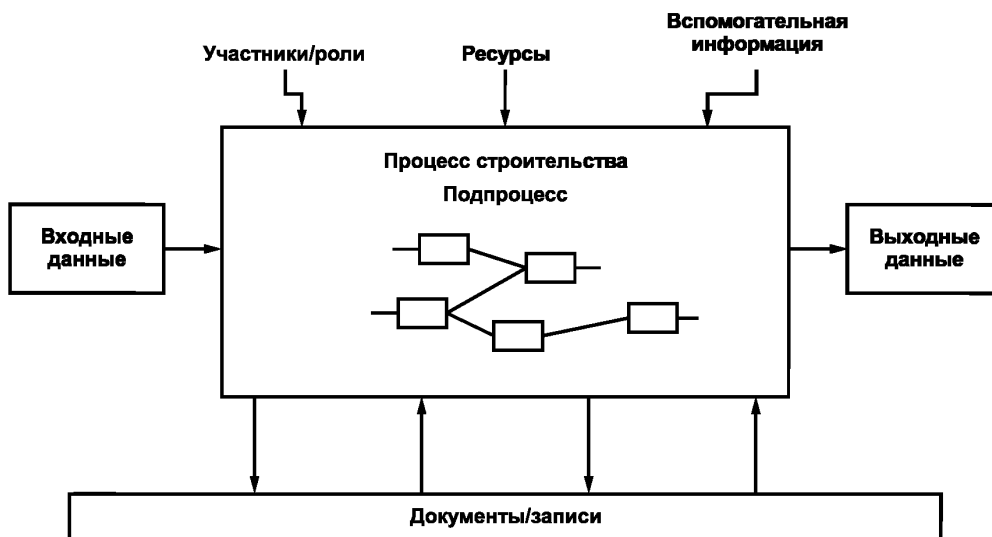 Участники/роли
Ресурсы
Вспомогательная
информация
Процесс строительства
Подпроцесс
Входные
данные
Выходные
данные
Документы/записи